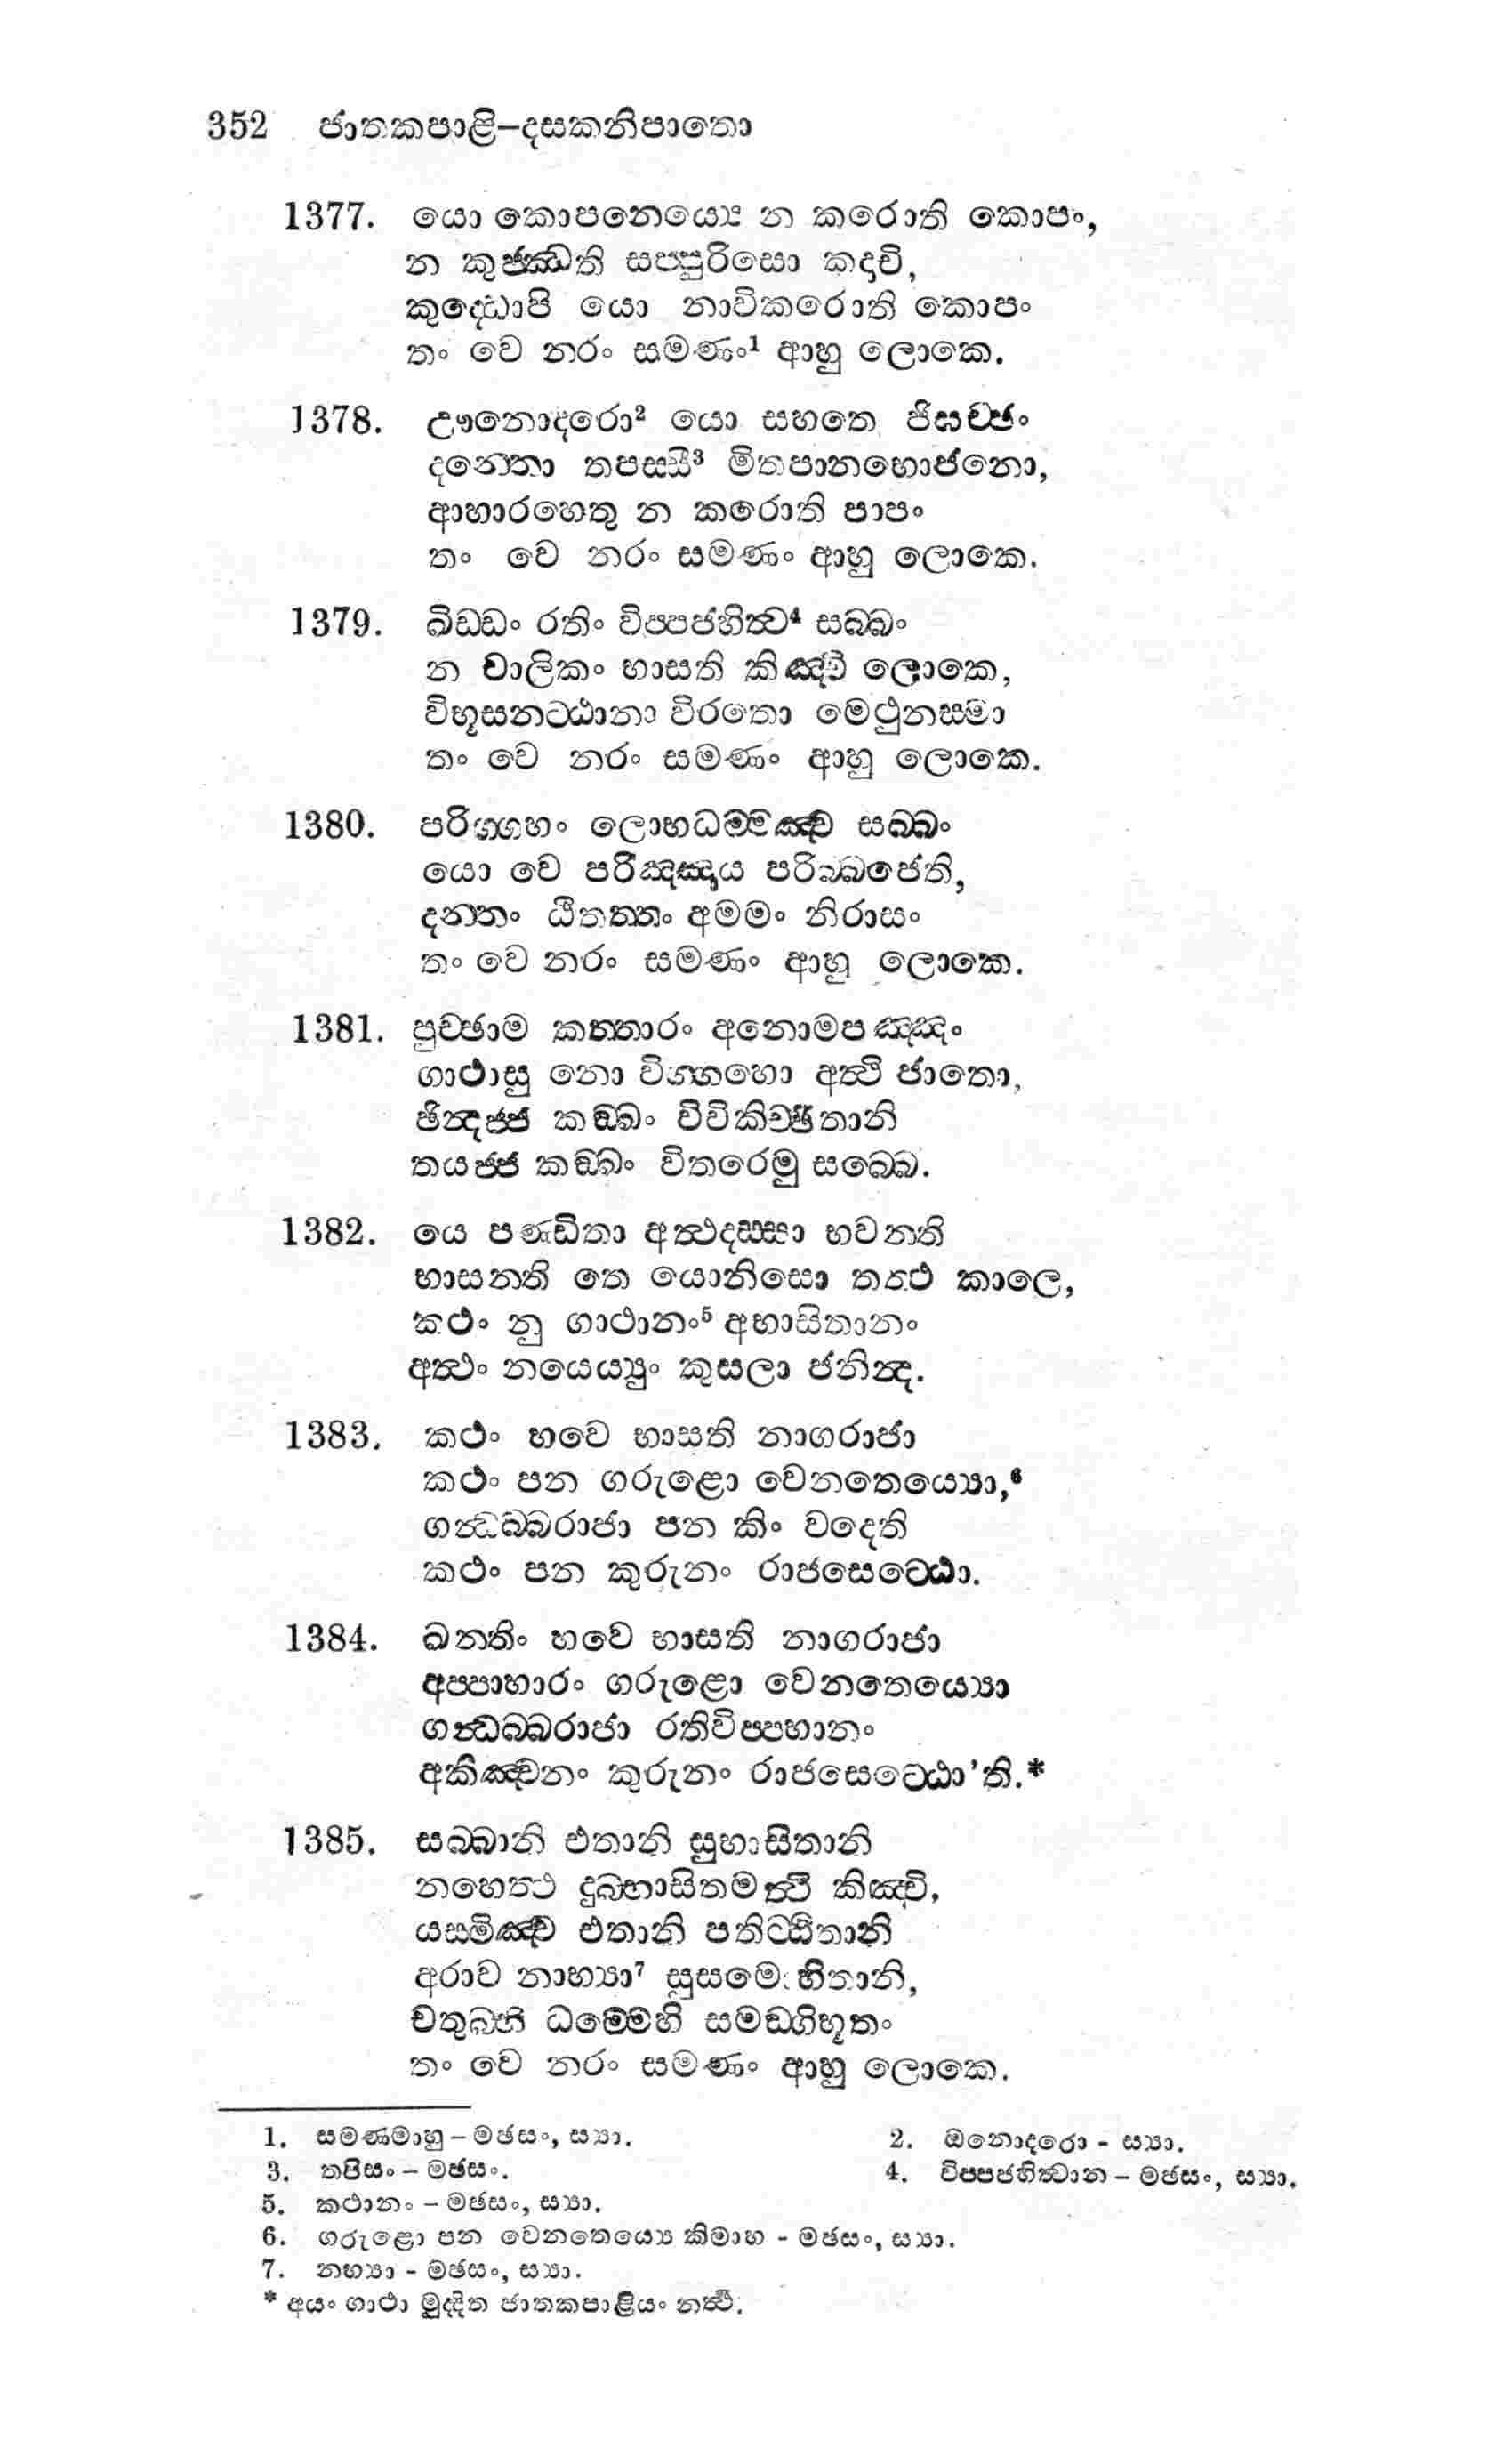 352 ජාතකපාළි–දසකනිපාතො
1377. යො කොපනෙය්‍යෙ න කරොති කොපං,
න කුජ්ඣති සප්පුරිසො කදාචි,
කුද්ධොපි යො නාවිකරොති කොපං
තං වෙ නරං සමණං¹ ආහු ලොකෙ.
1378. ඌනොදරො² යො සහතෙ ජිඝච්ඡං
දන්තො තපස්සී³ මිතපානභොජනො,
ආහාරහෙතු න කරොති පාපං
තං වෙ නරං සමණං ආහු ලොකෙ.
1379. ඛිඩ්ඩං රතිං විප්පජහිත්ව⁴ සබ්බං
න චාලිකං භාසති කිඤ්චි ලොකෙ,
විභූසනට්ඨානා විරතො මෙථුනස්මා
තං වෙ නරං සමණං ආහු ලොකෙ.
1380. පරිග්ගහං ලොභධම්මඤ්ච සබ්බං
යො වෙ පරිඤ්ඤාය පරිබ්බජෙති,
දන්තං ඨිතත්තං අමමං නිරාසං
තං වෙ නරං සමණං ආහු ලොකෙ.
1381. පුච්ඡාම කත්තාරං අනොමපඤ්ඤං
ගාථාසු නො විග්ගහො අත්ථි ජාතො,
ඡින්දජ්ජ කඞ්ඛං විචිකිච්ඡිතානි
තයජ්ජ කඞ්ඛං විතරෙමු සබ්බෙ.
1382. යෙ පණ්ඩිතා අත්ථදස්සා භවන්ති
භාසන්ති තෙ යොනිසො තත්ථ කාලෙ,
කථං නු ගාථානං⁵ අභාසිතානං
අත්ථං නයෙය්‍යුං කුසලා ජනින්ද.
1383. කථං හවෙ භාසති නාගරාජා
කථං පන ගරුළො වෙනතෙය්‍යො,⁶
ගන්ධබ්බරාජා පන කිං වදෙති
කථං පන කුරූනං රාජසෙට්ඨො.
1384. ඛන්තිං හවෙ භාසති නාගරාජා
අප්පාහාරං ගරුළො වෙනතෙය්‍යො
ගන්ධබ්බරාජා රතිවිප්පහානං
අකිඤ්චනං කුරූනං රාජසෙට්ඨො'ති.*
1385. සබ්බානි එතානි සුභාසිතානි
නහෙත්ථ දුබ්භාසිතමත්ථි කිඤ්චි,
යස්මිඤ්ච එතානි පතිට්ඨිතානි
අරාව නාභ්‍යා⁷ සුසමොහිතානි,
චතුබ්භි ධම්මෙහි සමඞ්ගිභූතං
තං වෙ නරං සමණං ආහු ලොකෙ.
1. සමණමාහු – මඡසං, ස්‍යා. 2. ඔනොදරො - ස්‍යා.
3. තපිසං – මඡසං. 4. විප්පජහිත්වාන – මඡසං, ස්‍යා.
5. කථානං – මඡසං, ස්‍යා.
6. ගරුළො පන වෙනතෙය්‍යෙ කිමාහ - මඡසං, ස්‍යා.
7. නභ්‍යා - මඡසං, ස්‍යා.
* අයං ගාථා මුද්දිත ජාතකපාළියං නත්ථි.